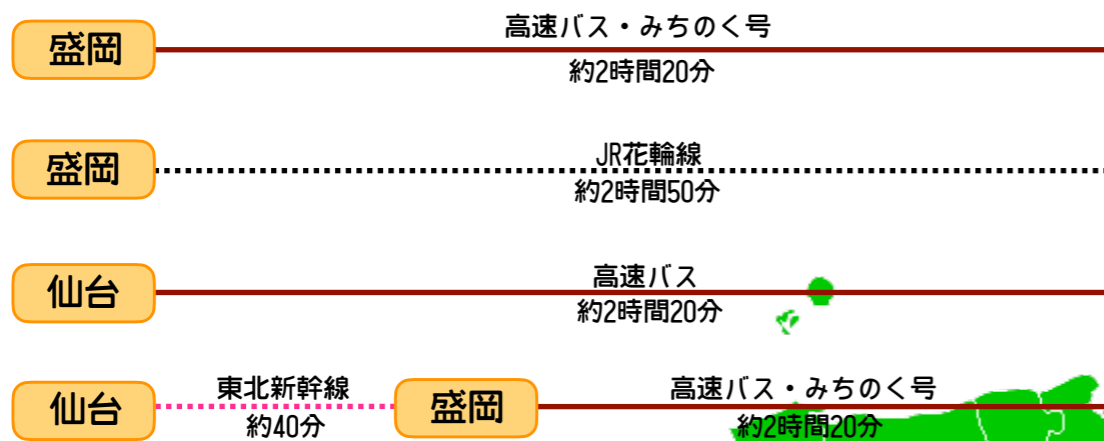 盛岡
高速バス・みちのく号
約2時間20分
盛岡
JR花輪線
約2時間50分
仙台
高速バス
約2時間20分
仙台
東北新幹線
約40分
盛岡
高速バス・みちのく号
約2時間20分